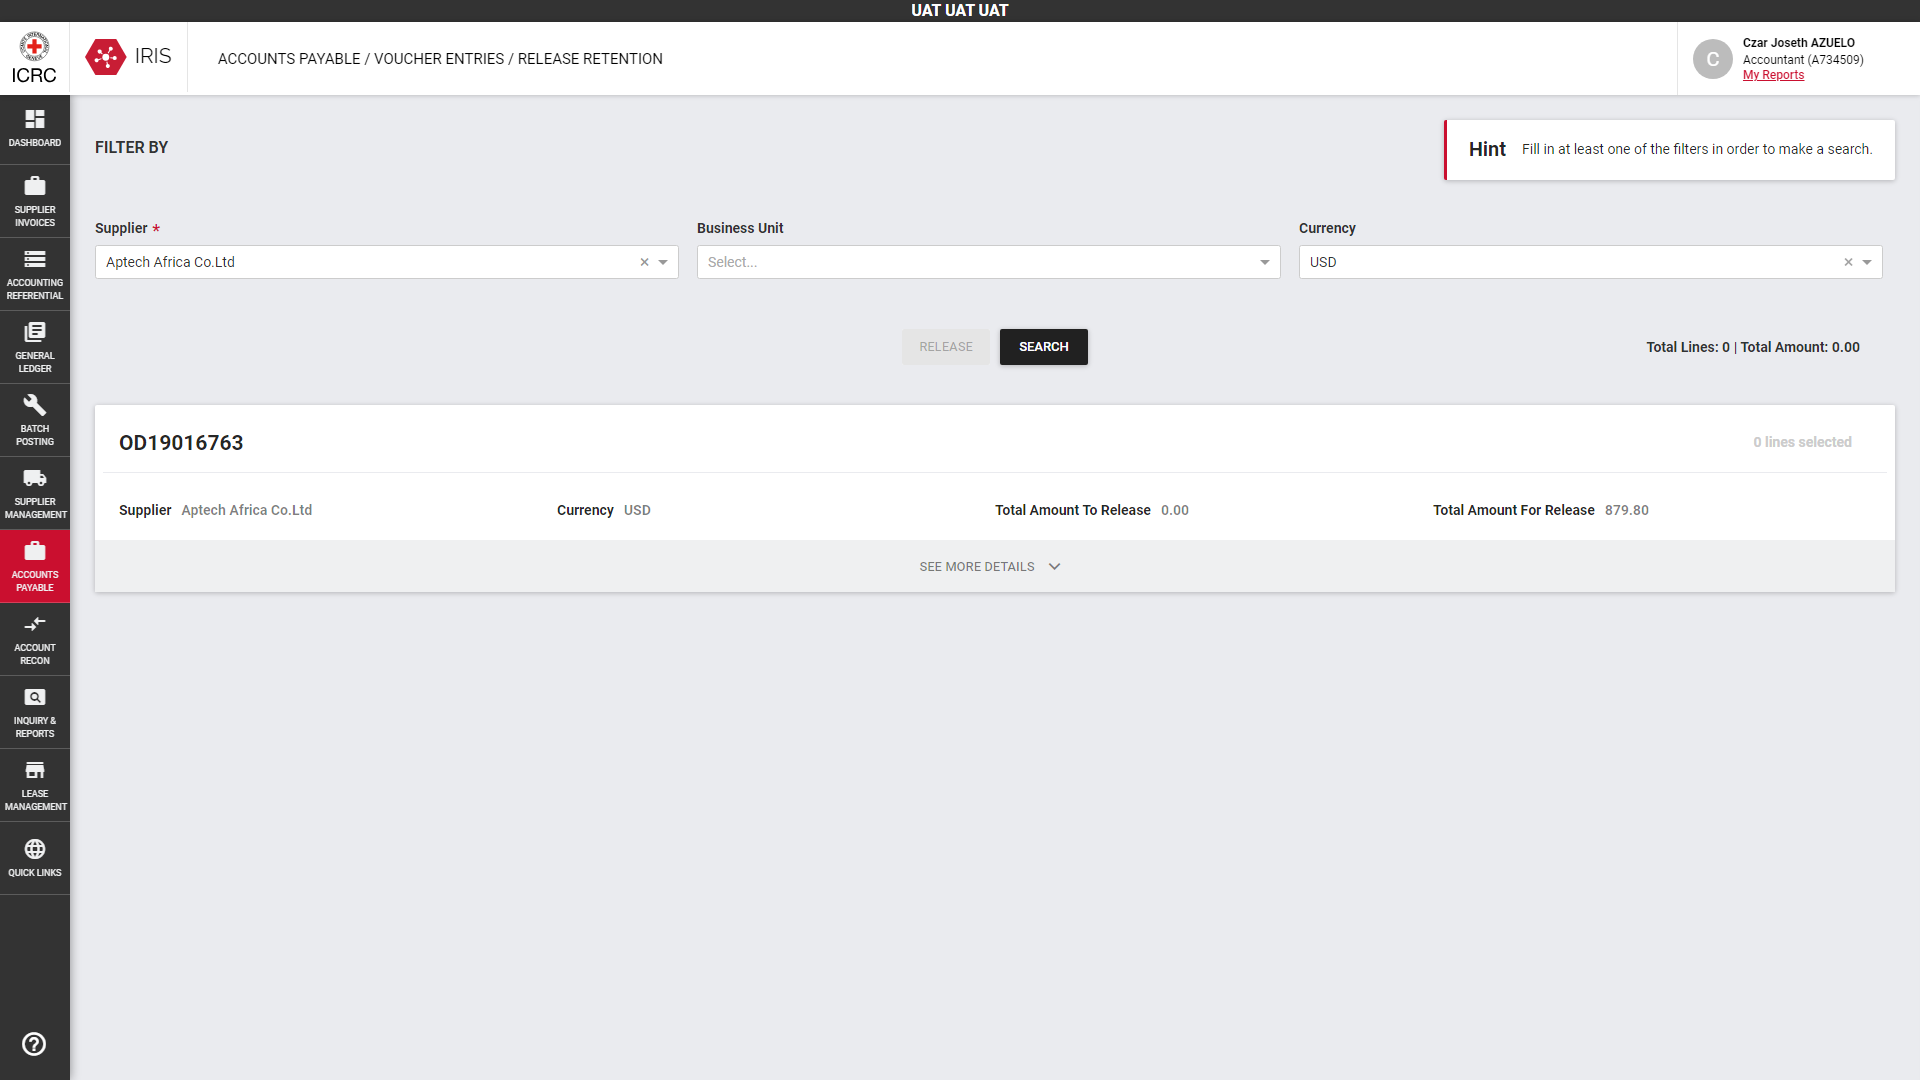 UAT UAT UAT
ICRC
IRIS
ACCOUNTS PAYABLE / VOUCHER ENTRIES / RELEASE RETENTION
C
Czar Joseth AZUELO
Accountant (A734509)
My Reports
DASHBOARD
SUPPLIER
INVOICES
ACCOUNTING
REFERENTIAL
GENERAL
LEDGER
BATCH
POSTING
SUPPLIER
MANAGEMENT
ACCOUNTS
PAYABLE
ACCOUNT
RECON
INQUIRY &
REPORTS
LEASE
MANAGEMENT
QUICK LINKS
FILTER BY
Hint Fill in at least one of the filters in order to make a search.
Supplier * Business Unit Currency
Aptech Africa Co.Ltd Select... USD
RELEASE SEARCH Total Lines: 0 | Total Amount: 0.00
OD19016763 0 lines selected
Supplier Aptech Africa Co.Ltd Currency USD Total Amount To Release 0.00 Total Amount For Release 879.80
SEE MORE DETAILS